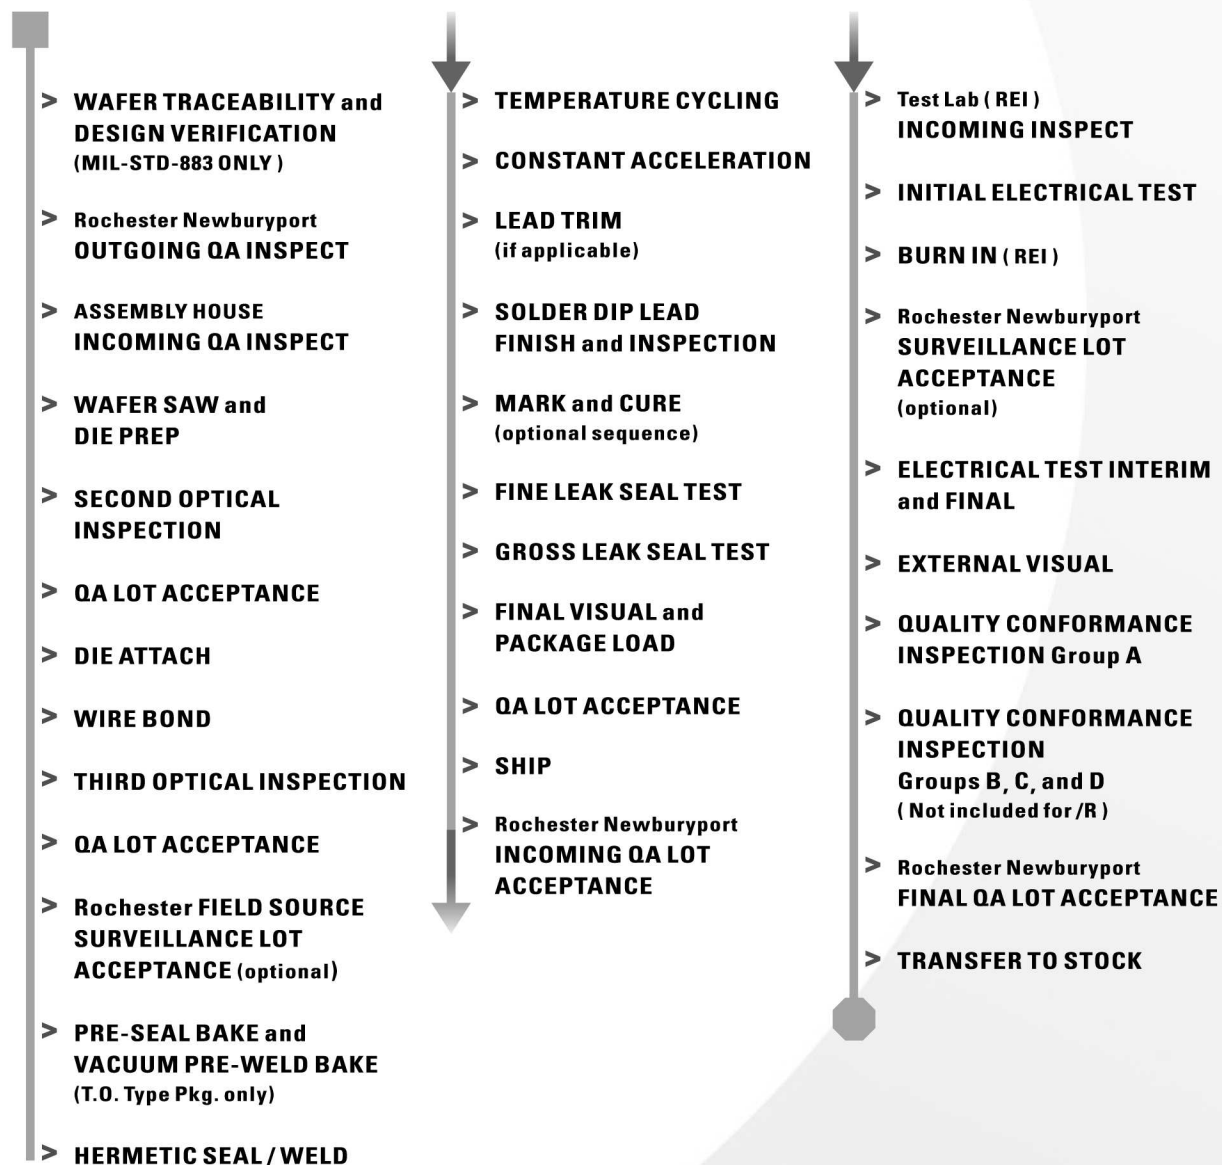 > WAFER TRACEABILITY and
DESIGN VERIFICATION
(MIL-STD-883 ONLY )
> Rochester Newburyport
OUTGOING QA INSPECT
> ASSEMBLY HOUSE
INCOMING QA INSPECT
> WAFER SAW and
DIE PREP
> SECOND OPTICAL
INSPECTION
> QA LOT ACCEPTANCE
> DIE ATTACH
> WIRE BOND
> THIRD OPTICAL INSPECTION
> QA LOT ACCEPTANCE
> Rochester FIELD SOURCE
SURVEILLANCE LOT
ACCEPTANCE (optional)
> PRE-SEAL BAKE and
VACUUM PRE-WELD BAKE
(T.O. Type Pkg. only)
> HERMETIC SEAL / WELD
> TEMPERATURE CYCLING
> CONSTANT ACCELERATION
> LEAD TRIM
(if applicable)
> SOLDER DIP LEAD
FINISH and INSPECTION
> MARK and CURE
(optional sequence)
> FINE LEAK SEAL TEST
> GROSS LEAK SEAL TEST
> FINAL VISUAL and
PACKAGE LOAD
> QA LOT ACCEPTANCE
> SHIP
> Rochester Newburyport
INCOMING QA LOT
ACCEPTANCE
> Test Lab ( REI )
INCOMING INSPECT
> INITIAL ELECTRICAL TEST
> BURN IN ( REI )
> Rochester Newburyport
SURVEILLANCE LOT
ACCEPTANCE
(optional)
> ELECTRICAL TEST INTERIM
and FINAL
> EXTERNAL VISUAL
> QUALITY CONFORMANCE
INSPECTION Group A
> QUALITY CONFORMANCE
INSPECTION
Groups B, C, and D
( Not included for /R )
> Rochester Newburyport
FINAL QA LOT ACCEPTANCE
> TRANSFER TO STOCK